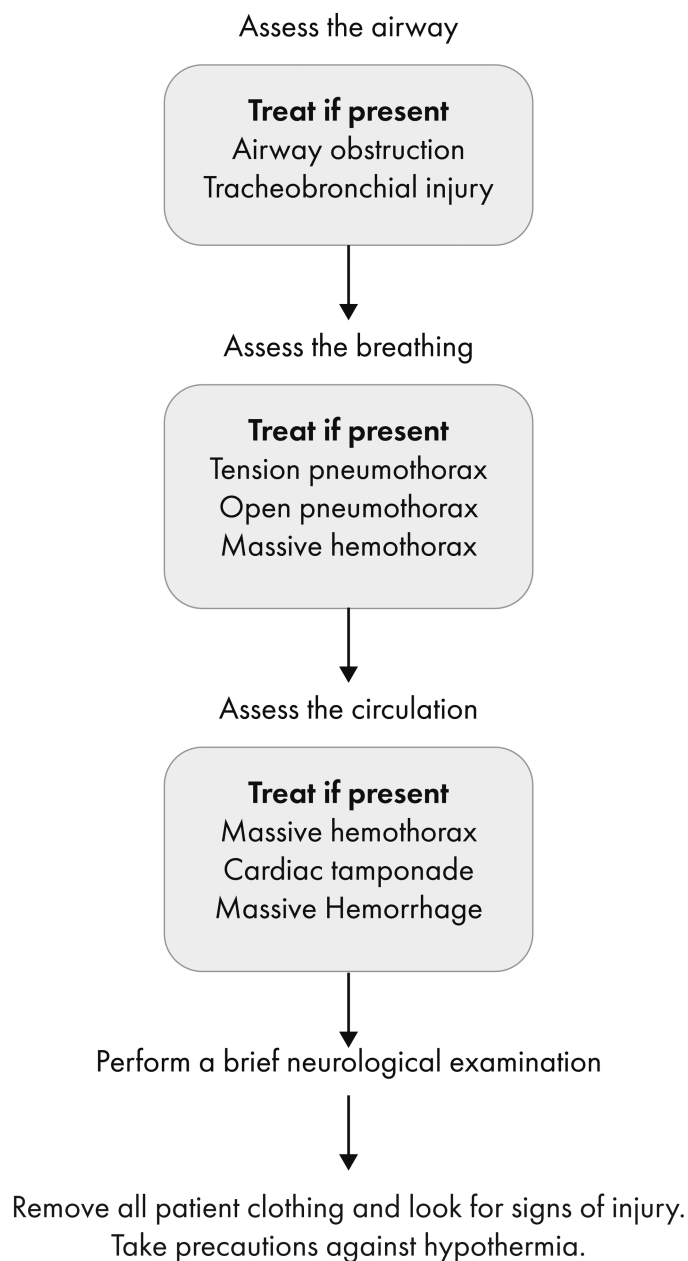 Assess the airway
Treat if present
Airway obstruction
Tracheobronchial injury
Assess the breathing
Treat if present
Tension pneumothorax
Open pneumothorax
Massive hemothorax
Assess the circulation
Treat if present
Massive hemothorax
Cardiac tamponade
Massive Hemorrhage
Perform a brief neurological examination
Remove all patient clothing and look for signs of injury.
Take precautions against hypothermia.